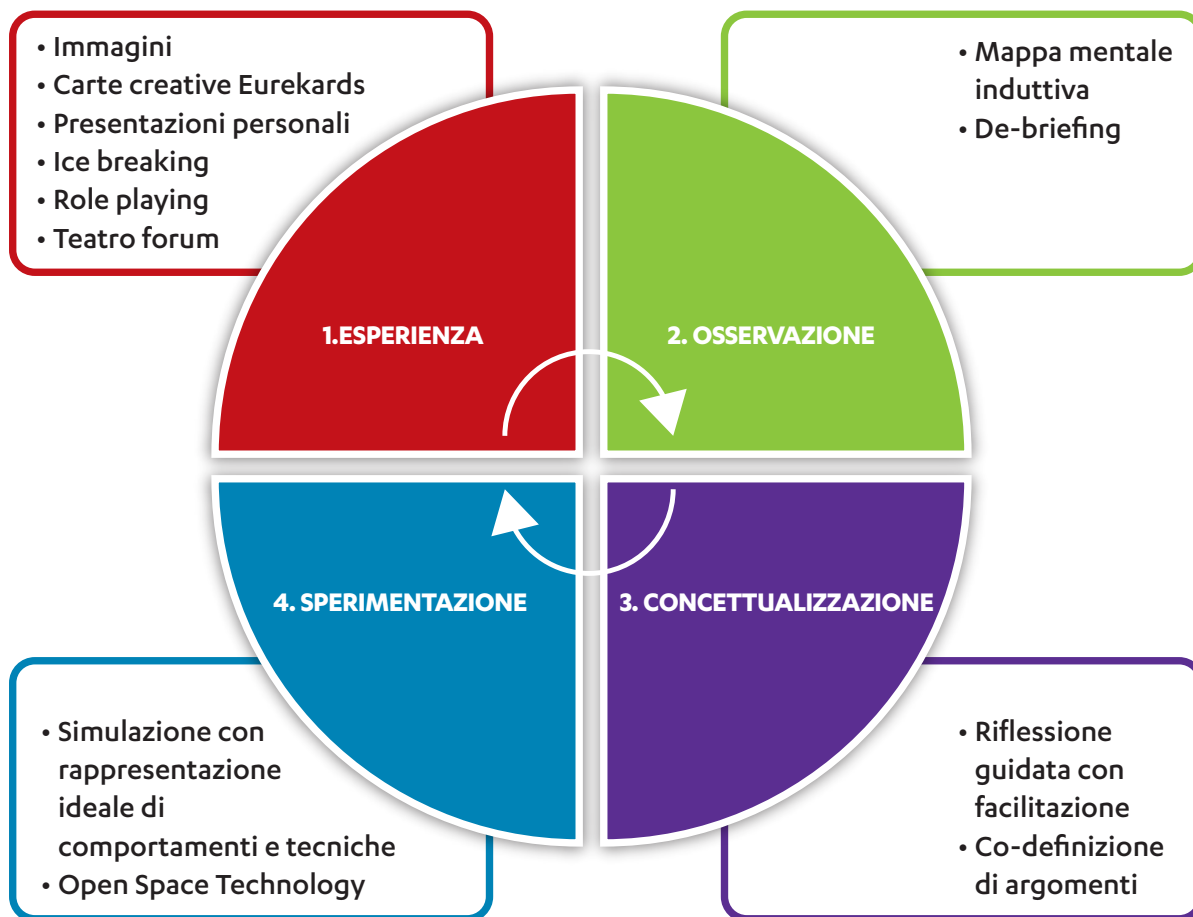 • Immagini
• Carte creative Eurekards
• Presentazioni personali
• Ice breaking
• Role playing
• Teatro forum
• Mappa mentale
induttiva
• De-briefing
1.ESPERIENZA
2. OSSERVAZIONE
4. SPERIMENTAZIONE
3. CONCETTUALIZZAZIONE
• Simulazione con
rappresentazione
ideale di
comportamenti e tecniche
• Open Space Technology
• Riflessione
guidata con
facilitazione
• Co-definizione
di argomenti